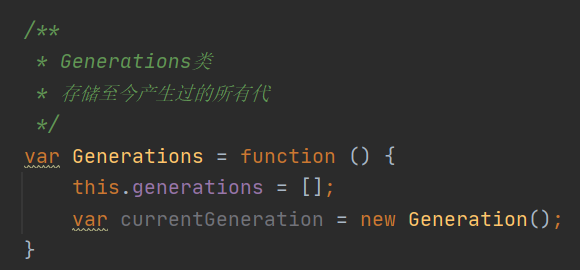 /**
 * Generations类
 * 存储至今产生过的所有代
 */
var Generations = function () {
    this.generations = [];
    var currentGeneration = new Generation();
}